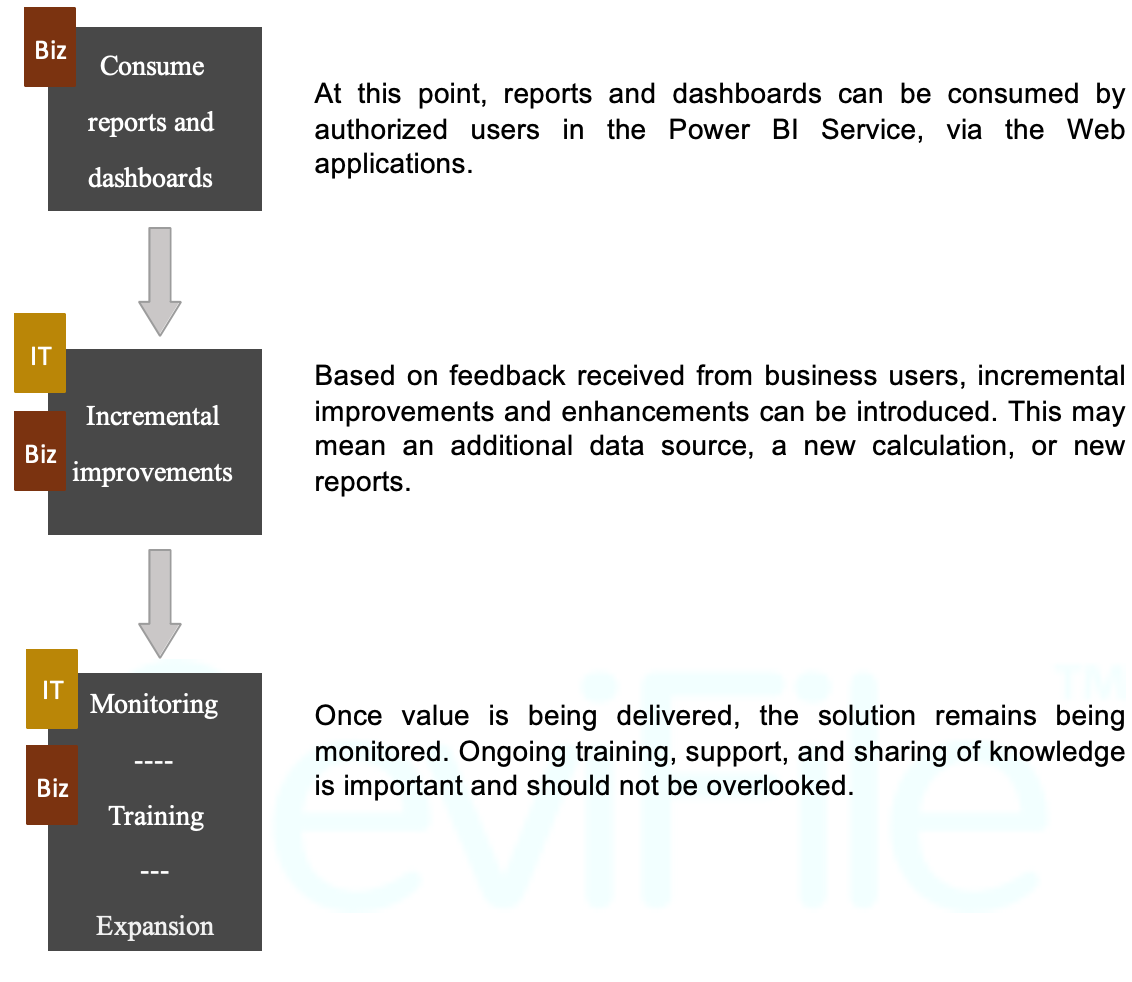 Biz
Consume
reports and
dashboards
At this point, reports and dashboards can be consumed by
authorized users in the Power BI Service, via the Web
applications.
IT
Biz
Incremental
improvements
Based on feedback received from business users, incremental
improvements and enhancements can be introduced. This may
mean an additional data source, a new calculation, or new
reports.
IT
Biz
Monitoring
----
Training
---
Expansion
Once value is being delivered, the solution remains being
monitored. Ongoing training, support, and sharing of knowledge
is important and should not be overlooked.
eviFile™